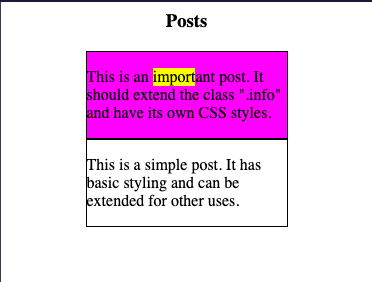 Posts
This is an important post. It
should extend the class ".info"
and have its own CSS styles.
This is a simple post. It has
basic styling and can be
extended for other uses.